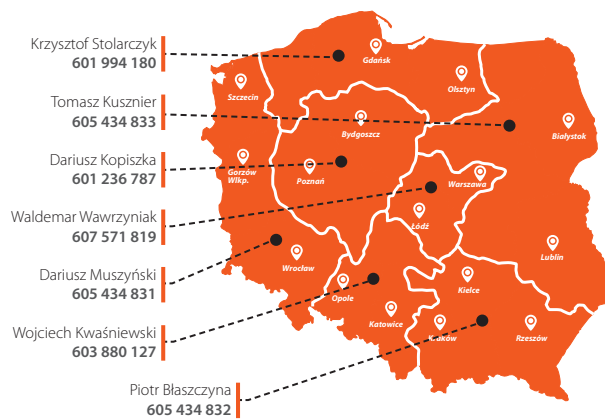 Krzysztof Stolarczyk
601 994 180
Tomasz Kusznier
605 434 833
Dariusz Kopiszka
601 236 787
Waldemar Wawrzyniak
607 571 819
Dariusz Muszyński
605 434 831
Wojciech Kwaśniewski
603 880 127
Piotr Błaszczyna
605 434 832
Gdańsk
Olsztyn
Szczecin
Bydgoszcz
Białystok
Gorzów
Wlkp.
Poznań
Warszawa
Łódź
Wrocław
Lublin
Opole
Kielce
Katowice
Kraków
Rzeszów